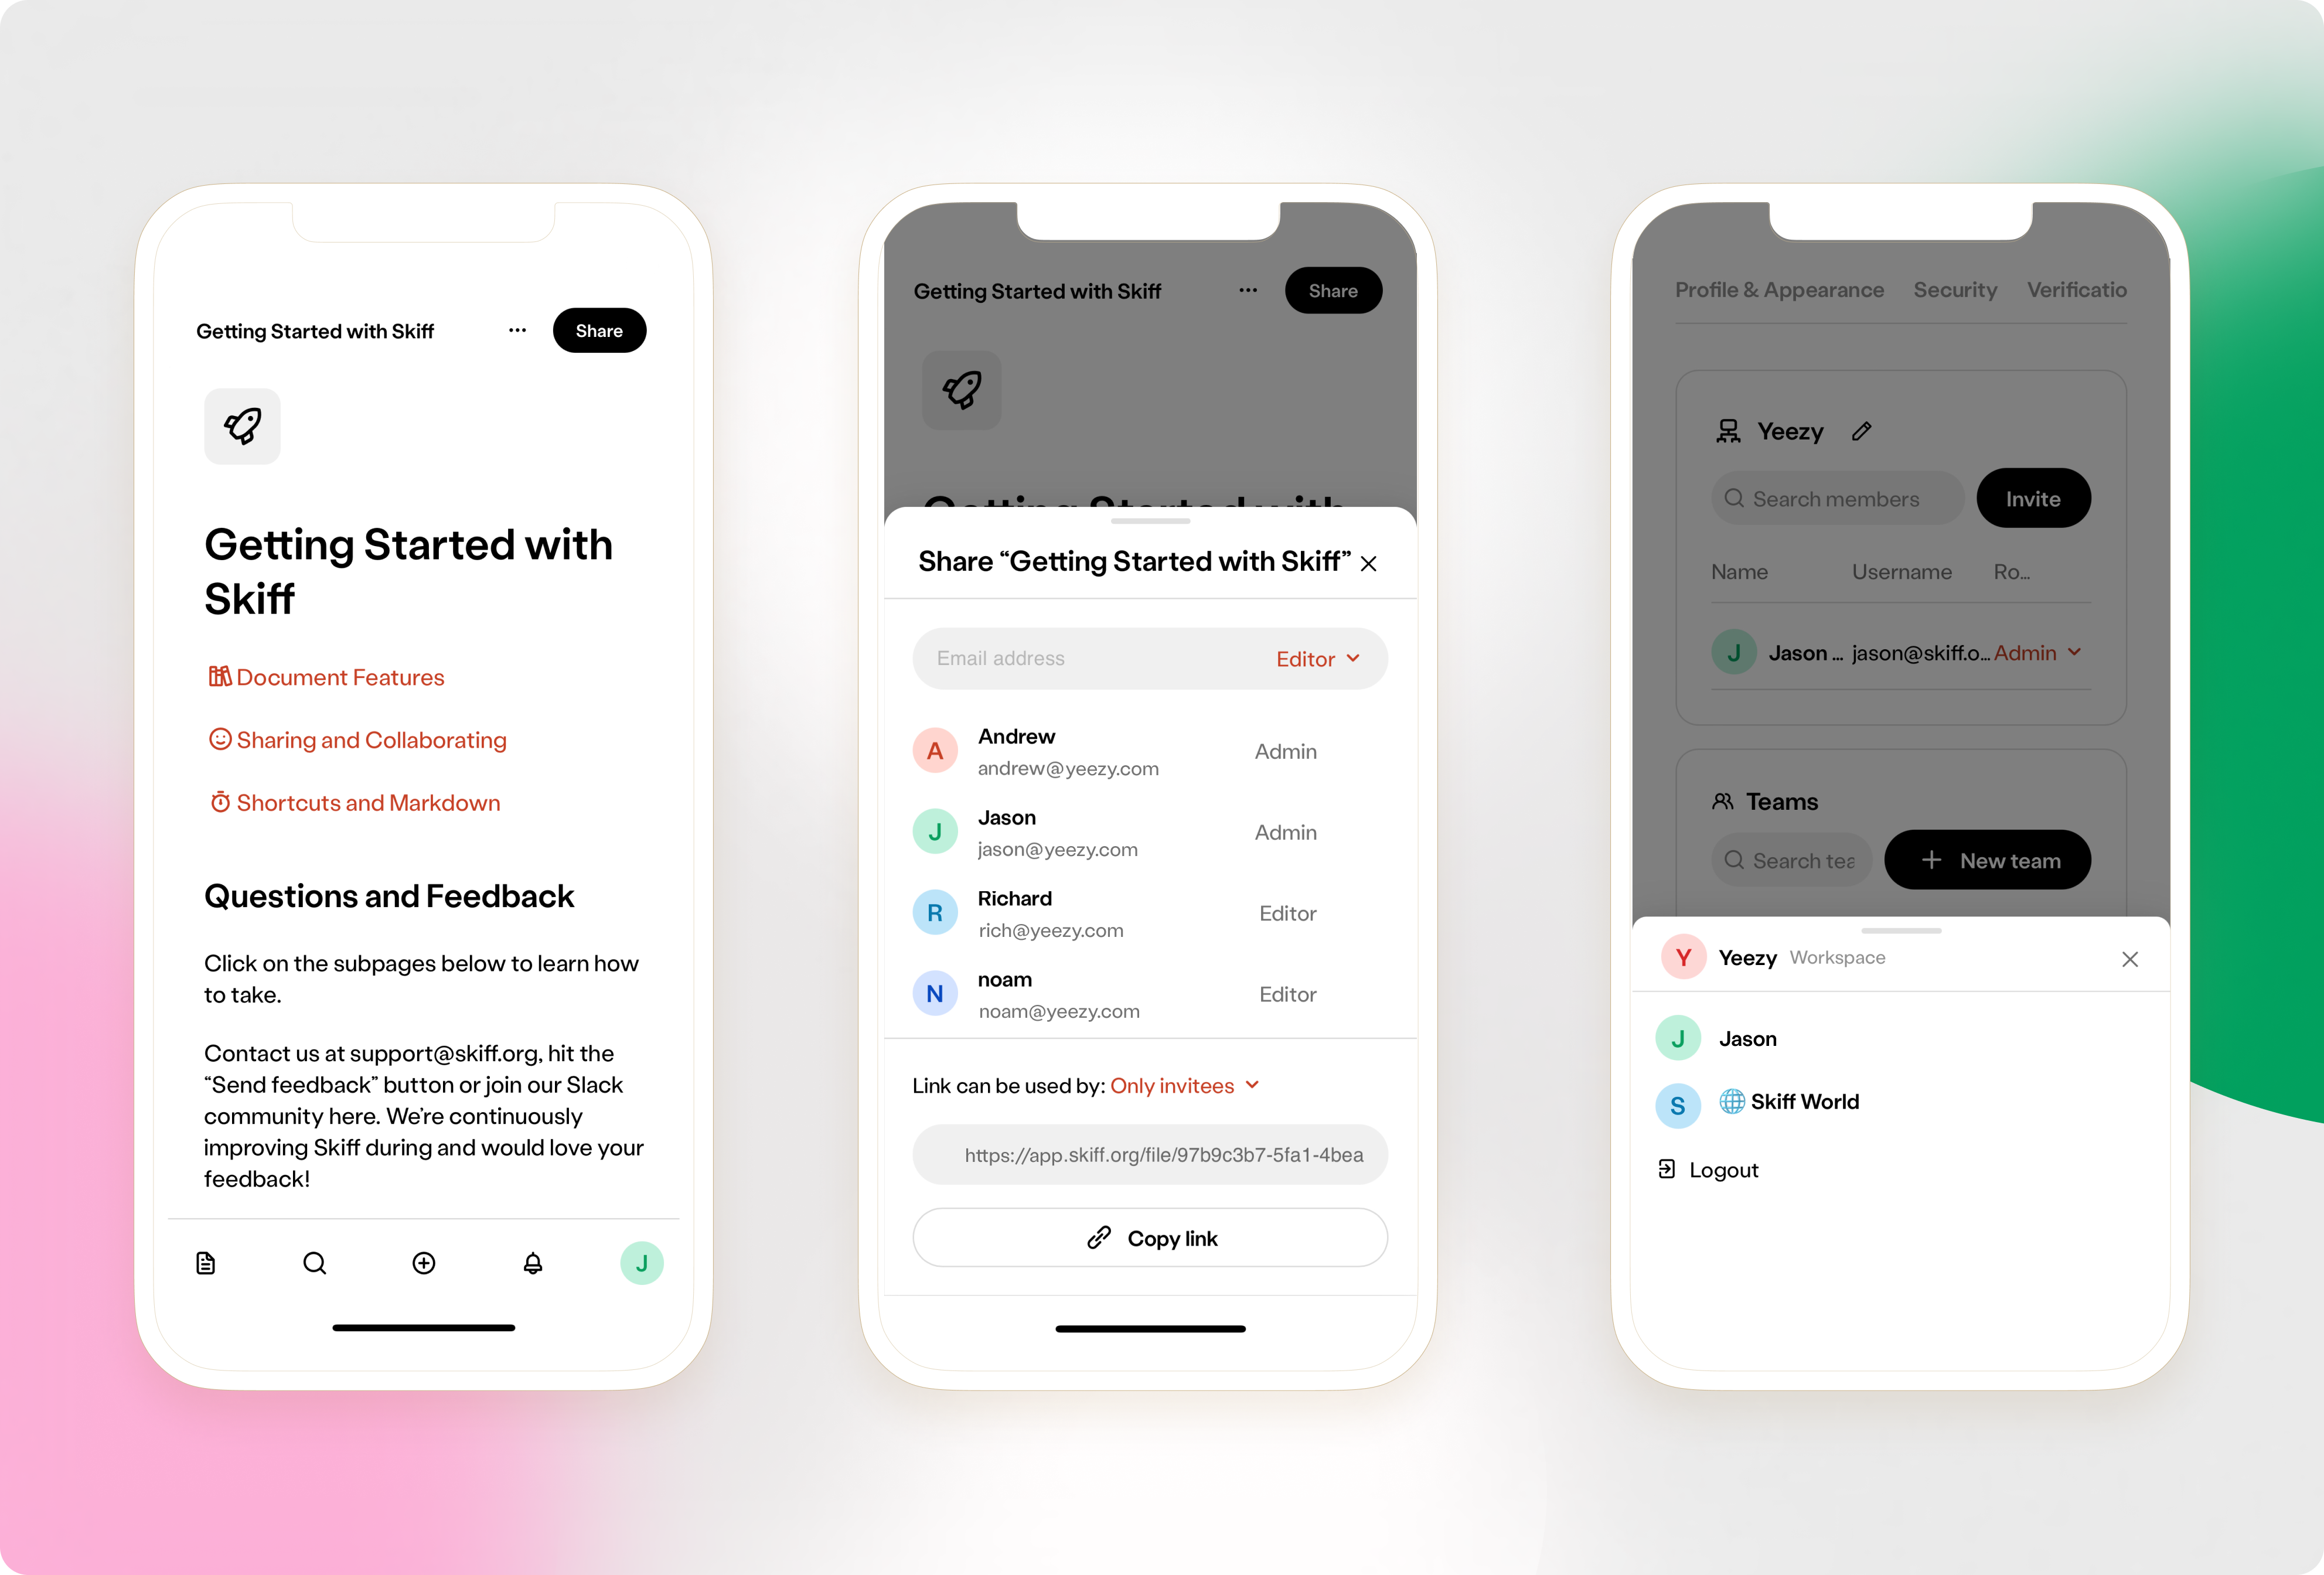 Getting Started with Skiff
Share
Getting Started with
Skiff
Document Features
Sharing and Collaborating
Shortcuts and Markdown
Questions and Feedback
Click on the subpages below to learn how
to take.
Contact us at support@skiff.org, hit the
“Send feedback” button or join our Slack
community here. We’re continuously
improving Skiff during and would love your
feedback!
J
Getting Started with Skiff
Share
Getting Started with
Share “Getting Started with Skiff”
Email address
Editor
A
Andrew
Admin
andrew@yeezy.com
J
Jason
Admin
jason@yeezy.com
R
Richard
Editor
rich@yeezy.com
N
noam
Editor
noam@yeezy.com
Link can be used by: Only invitees
https://app.skiff.org/file/97b9c3b7-5fa1-4bea
Copy link
Profile & Appearance Security Verificatio
Yeezy
Search members
Invite
Name Username Ro...
J Jason ... jason@skiff.o... Admin
Teams
Search tea
New team
Y Yeezy Workspace
J Jason
S Skiff World
Logout